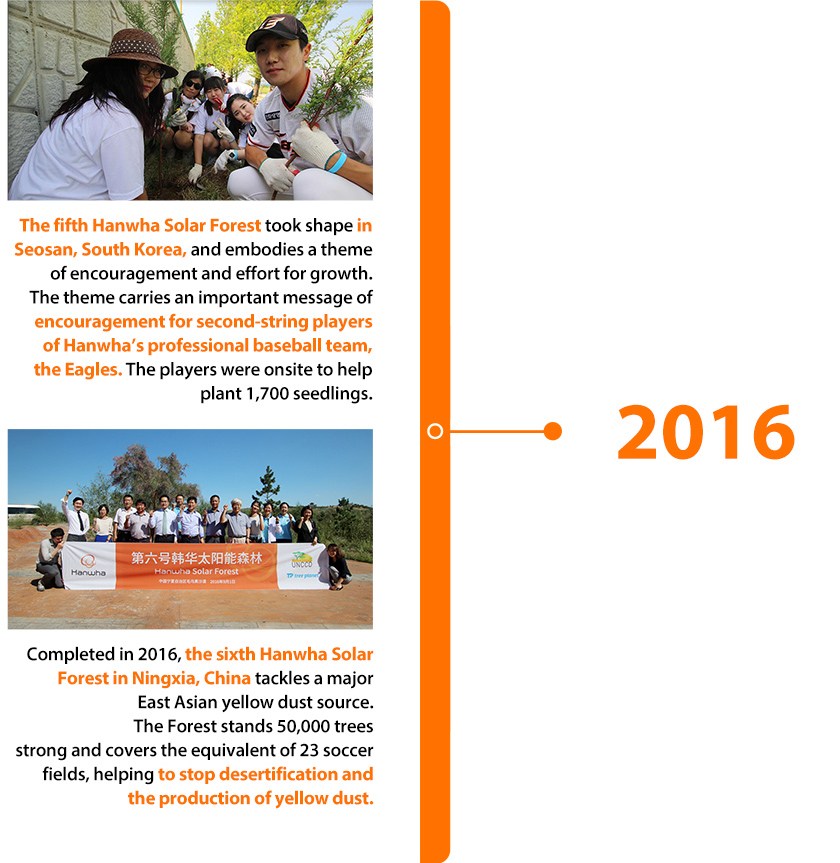 The fifth Hanwha Solar Forest took shape in
Seosan, South Korea, and embodies a theme
of encouragement and effort for growth.
The theme carries an important message of
encouragement for second-string players
of Hanwha’s professional baseball team,
the Eagles. The players were onsite to help
plant 1,700 seedlings.
2016
Hanwha
第六号韩华太阳能森林
Hanwha Solar Forest
UNCCD
tree planet
Completed in 2016, the sixth Hanwha Solar
Forest in Ningxia, China tackles a major
East Asian yellow dust source.
The Forest stands 50,000 trees
strong and covers the equivalent of 23 soccer
fields, helping to stop desertification and
the production of yellow dust.